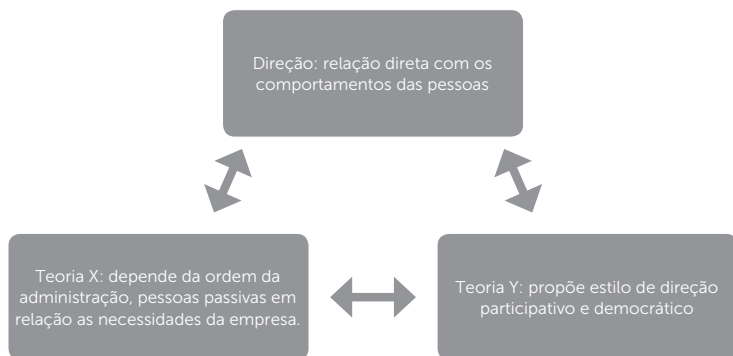 Direção: relação direta com os
comportamentos das pessoas
Teoria X: depende da ordem da
administração, pessoas passivas em
relação as necessidades da empresa.
Teoria Y: propõe estilo de direção
participativo e democrático